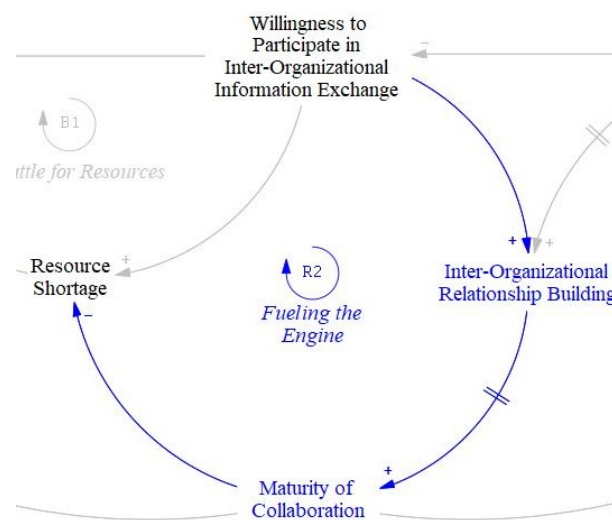 Willingness to
Participate in
Inter-Organizational
Information Exchange
−
B1
for Resources
+
+
+
Resource
Shortage
−
R2
Fueling the
Engine
Inter-Organizational
Relationship Building
+
Maturity of
Collaboration